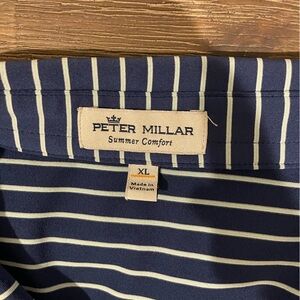 PETER MILLAR
Summer Comfort
XL
Made in
Vietnam